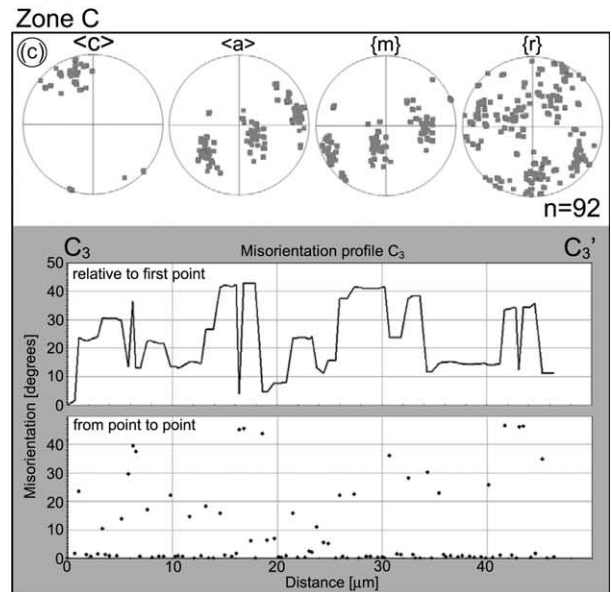 Zone C
(c) <c> <a> {m} {r}
n=92
C₃ Misorientation profile C₃ C₃'
50
relative to first point
40
30
20
10
0
from point to point
40
30
20
10
0
0 10 20 30 40
Misorientation [degrees]
Distance [μm]